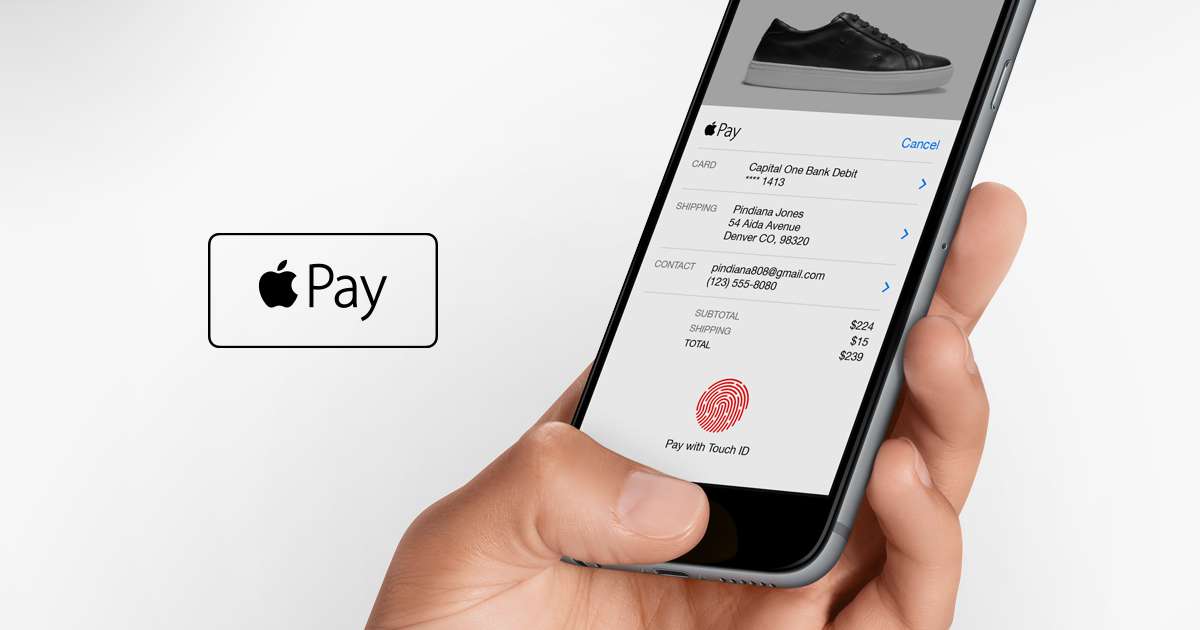 Pay
Pay
Cancel
CARD
Capital One Bank Debit
**** 1413
SHIPPING
Pindiana Jones
54 Aida Avenue
Denver CO, 98320
CONTACT
pindiana808@gmail.com
(123) 555-8080
SUBTOTAL $224
SHIPPING $15
TOTAL $239
Pay with Touch ID